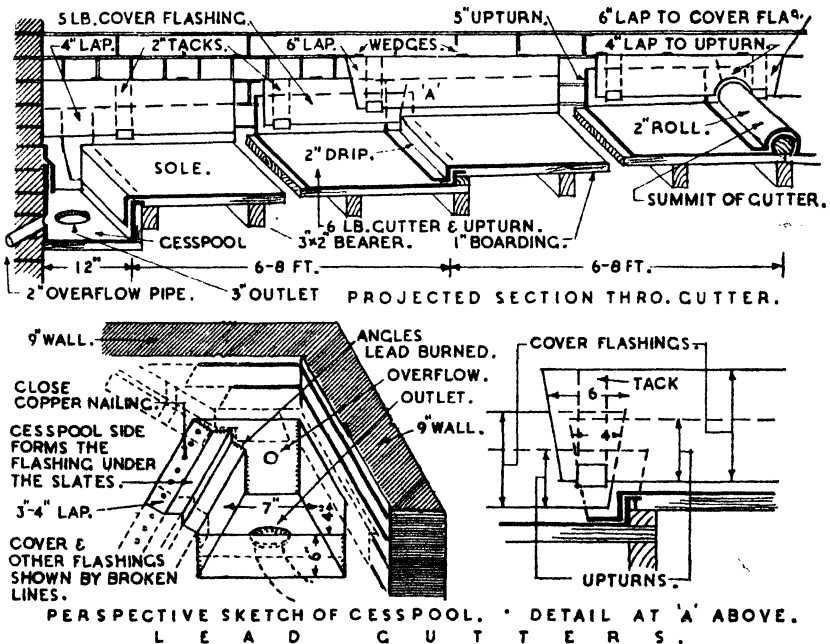 5 LB. COVER FLASHING.
5" UPTURN.
6" LAP TO COVER FLAG.
4" LAP.
2" TACKS.
6" LAP.
WEDGES.
4" LAP TO UPTURN.
'A'
2" ROLL.
SOLE.
2" DRIP.
SUMMIT OF GUTTER.
6 LB. GUTTER & UPTURN.
CESSPOOL
3"x2" BEARER.
1" BOARDING.
12"
6-8 FT.
6-8 FT.
2" OVERFLOW PIPE.
3" OUTLET
PROJECTED SECTION THRO. GUTTER.
9" WALL.
ANGLES
LEAD BURNED.
OVERFLOW.
OUTLET.
9" WALL.
CLOSE
COPPER NAILING.
CESSPOOL SIDE
FORMS THE
FLASHING UNDER
THE SLATES.
3"-4" LAP.
7"
4"
6"
COVER &
OTHER FLASHINGS
SHOWN BY BROKEN
LINES.
COVER FLASHINGS.
TACK
6
4
UPTURNS.
PERSPECTIVE SKETCH OF CESSPOOL. • DETAIL AT 'A' ABOVE.
LEAD GUTTERS.